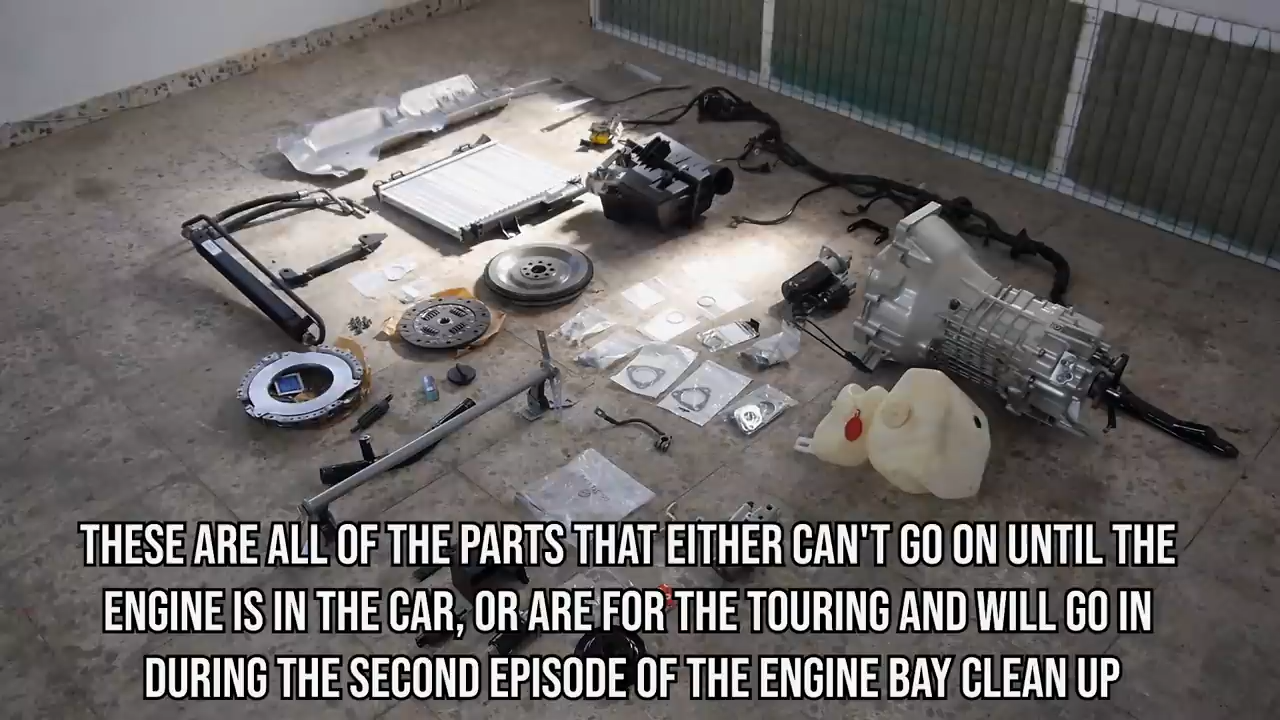 THESE ARE ALL OF THE PARTS THAT EITHER CAN'T GO ON UNTIL THE
ENGINE IS IN THE CAR, OR ARE FOR THE TOURING AND WILL GO IN
DURING THE SECOND EPISODE OF THE ENGINE BAY CLEAN UP